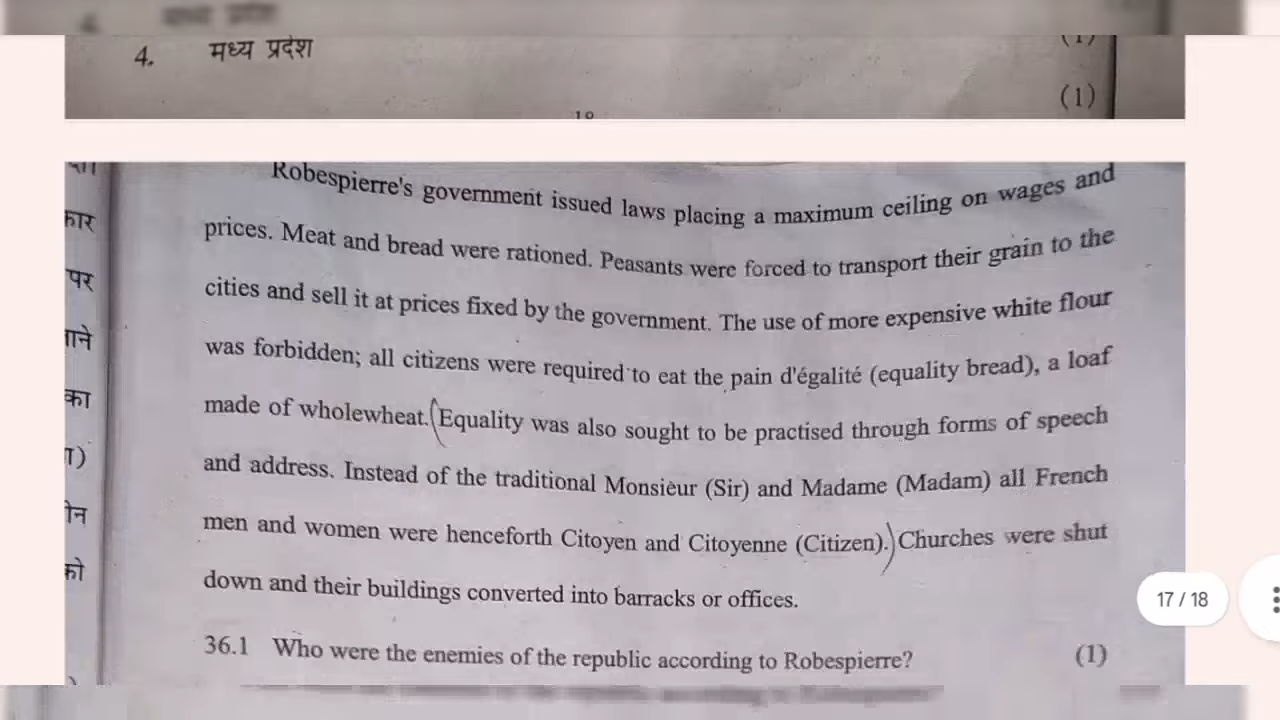 4. मध्य प्रदेश
(1)
(1)
Robespierre's government issued laws placing a maximum ceiling on wages and
prices. Meat and bread were rationed. Peasants were forced to transport their grain to the
cities and sell it at prices fixed by the government. The use of more expensive white flour
was forbidden; all citizens were required to eat the pain d'égalité (equality bread), a loaf
made of wholewheat. (Equality was also sought to be practised through forms of speech
and address. Instead of the traditional Monsieur (Sir) and Madame (Madam) all French
men and women were henceforth Citoyen and Citoyenne (Citizen).) Churches were shut
down and their buildings converted into barracks or offices.
36.1 Who were the enemies of the republic according to Robespierre? (1)
कार
पर
का
को
17 / 18